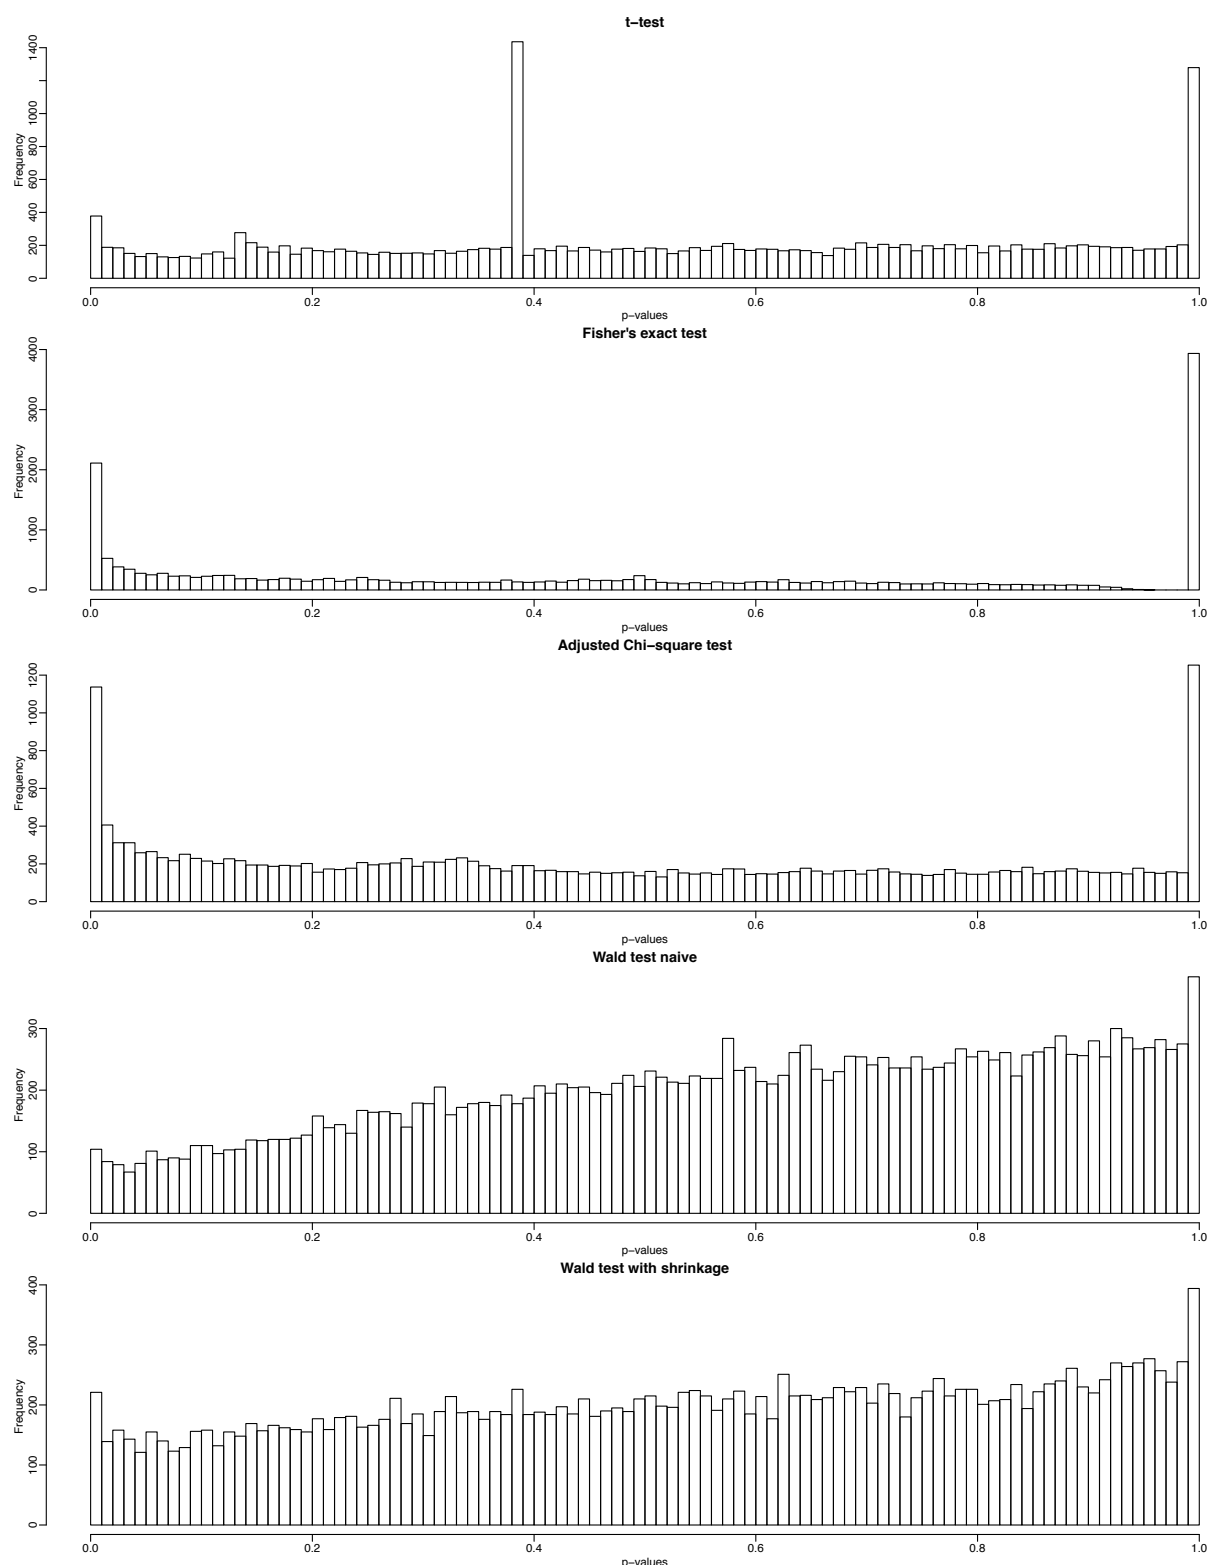 t−test
Frequency
0 200 400 600 800 1000 1400
0.0 0.2 0.4 0.6 0.8 1.0
p−values
Fisher's exact test
Frequency
0 1000 2000 3000 4000
0.0 0.2 0.4 0.6 0.8 1.0
p−values
Adjusted Chi−square test
Frequency
0 200 400 600 800 1000 1200
0.0 0.2 0.4 0.6 0.8 1.0
p−values
Wald test naive
Frequency
0 100 200 300
0.0 0.2 0.4 0.6 0.8 1.0
p−values
Wald test with shrinkage
Frequency
0 100 200 300 400
0.0 0.2 0.4 0.6 0.8 1.0
p−values